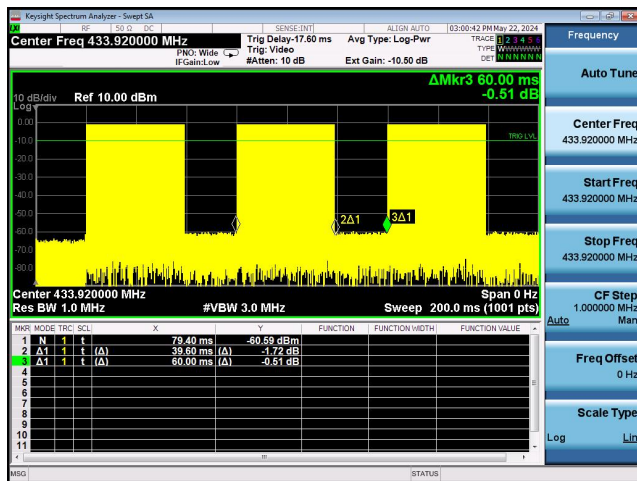 Keysight Spectrum Analyzer - Swept SA
RF 50 Ω DC SENSE:INT ALIGN AUTO 03:00:42 PM May 22, 2024
Center Freq 433.920000 MHz
PNO: Wide
IFGain:Low
Trig Delay-17.60 ms
Trig: Video
#Atten: 10 dB
Avg Type: Log-Pwr
Ext Gain: -10.50 dB
TRACE 1 2 3 4 5 6
TYPE WWWWWW
DET N N N N N N
ΔMkr3 60.00 ms
-0.51 dB
10 dB/div Ref 10.00 dBm
Log
0.00
-10.0
TRIG LVL
-20.0
-30.0
-40.0
-50.0
2Δ1
3Δ1
-60.0
-70.0
-80.0
Center 433.920000 MHz Span 0 Hz
Res BW 1.0 MHz #VBW 3.0 MHz Sweep 200.0 ms (1001 pts)
MKR MODE TRC SCL X Y FUNCTION FUNCTION WIDTH FUNCTION VALUE
1 N 1 t 79.40 ms -60.59 dBm
2 Δ1 1 t (Δ) 39.60 ms (Δ) -1.72 dB
3 Δ1 1 t (Δ) 60.00 ms (Δ) -0.51 dB
4
5
6
7
8
9
10
11
MSG STATUS
Frequency
Auto Tune
Center Freq
433.920000 MHz
Start Freq
433.920000 MHz
Stop Freq
433.920000 MHz
CF Step
1.000000 MHz
Auto Man
Freq Offset
0 Hz
Scale Type
Log Lin